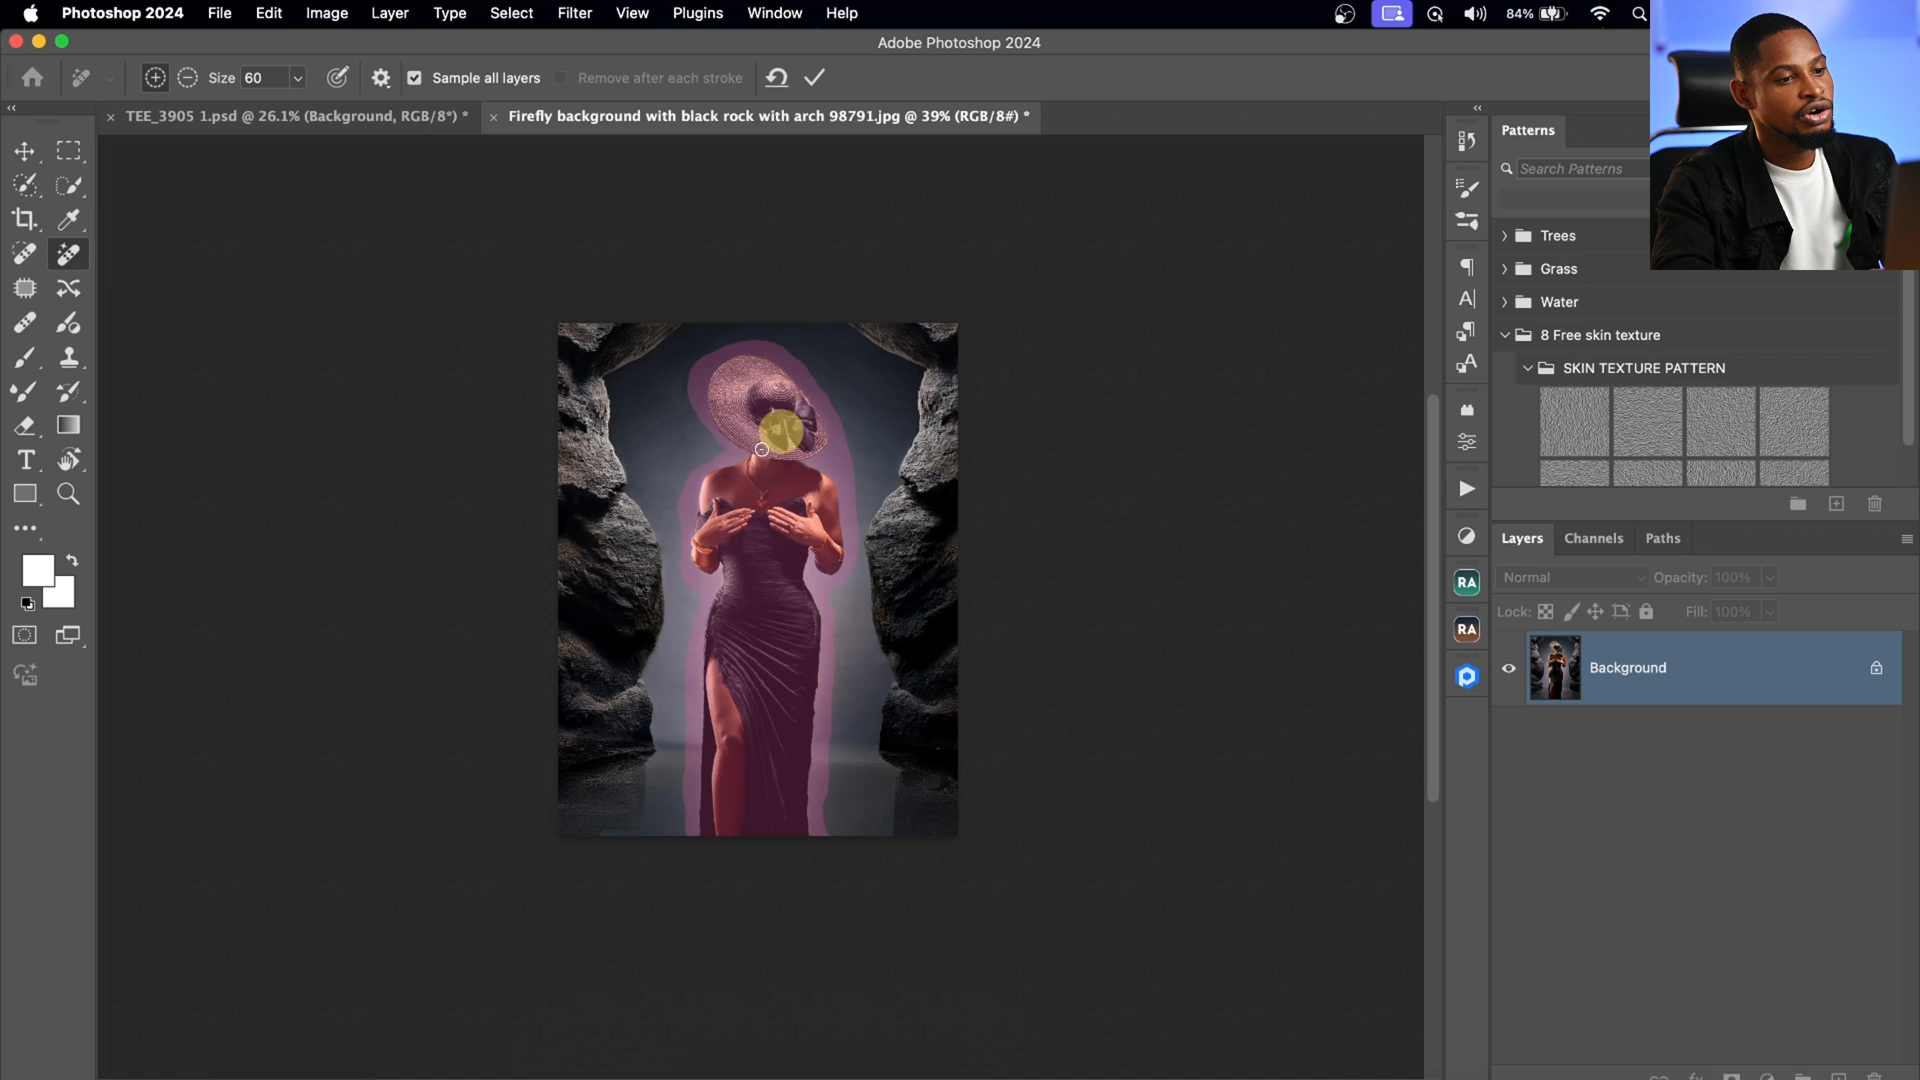 Photoshop 2024 File Edit Image Layer Type Select Filter View Plugins Window Help 84%
Adobe Photoshop 2024
Size 60 Sample all layers Remove after each stroke
TEE_3905 1.psd @ 26.1% (Background, RGB/8*) *
Firefly background with black rock with arch 98791.jpg @ 39% (RGB/8#) *
Patterns
Search Patterns
Trees
Grass
Water
8 Free skin texture
SKIN TEXTURE PATTERN
Layers Channels Paths
Normal Opacity: 100%
Lock: Fill: 100%
RA
RA
Background